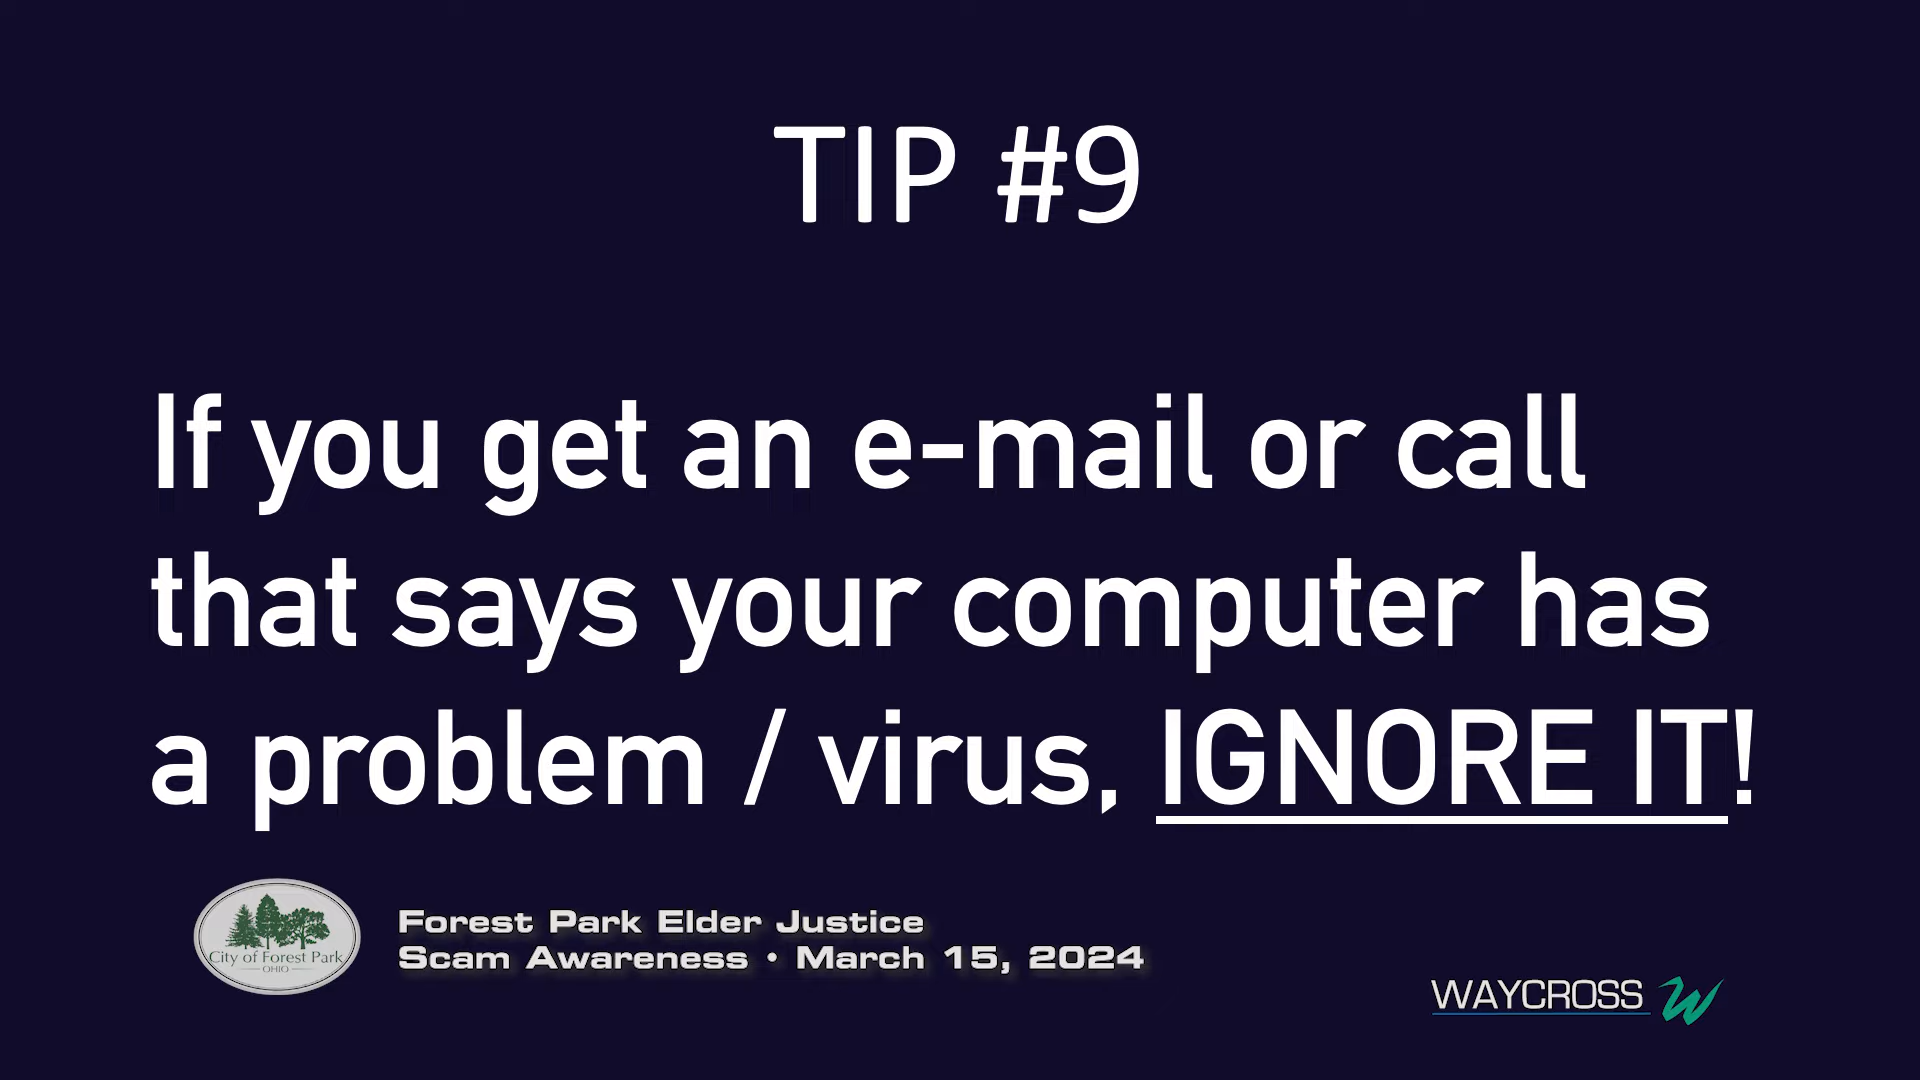 TIP #9
If you get an e-mail or call
that says your computer has
a problem / virus, IGNORE IT!
City of Forest Park
OHIO
Forest Park Elder Justice
Scam Awareness • March 15, 2024
WAYCROSS W